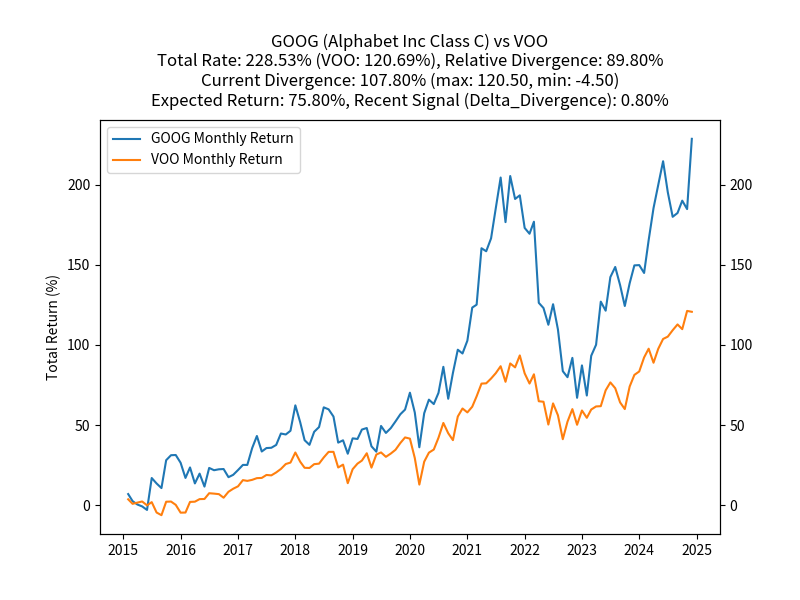 GOOG (Alphabet Inc Class C) vs VOO
Total Rate: 228.53% (VOO: 120.69%), Relative Divergence: 89.80%
Current Divergence: 107.80% (max: 120.50, min: -4.50)
Expected Return: 75.80%, Recent Signal (Delta_Divergence): 0.80%
GOOG Monthly Return
VOO Monthly Return
200 200
150 150
100 100
50 50
0 0
Total Return (%)
2015 2016 2017 2018 2019 2020 2021 2022 2023 2024 2025